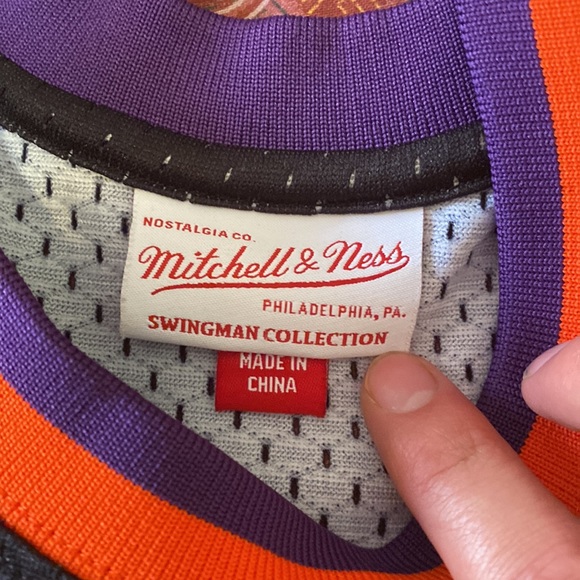 NOSTALGIA CO.
Mitchell & Ness
PHILADELPHIA, PA.
SWINGMAN COLLECTION
MADE IN
CHINA